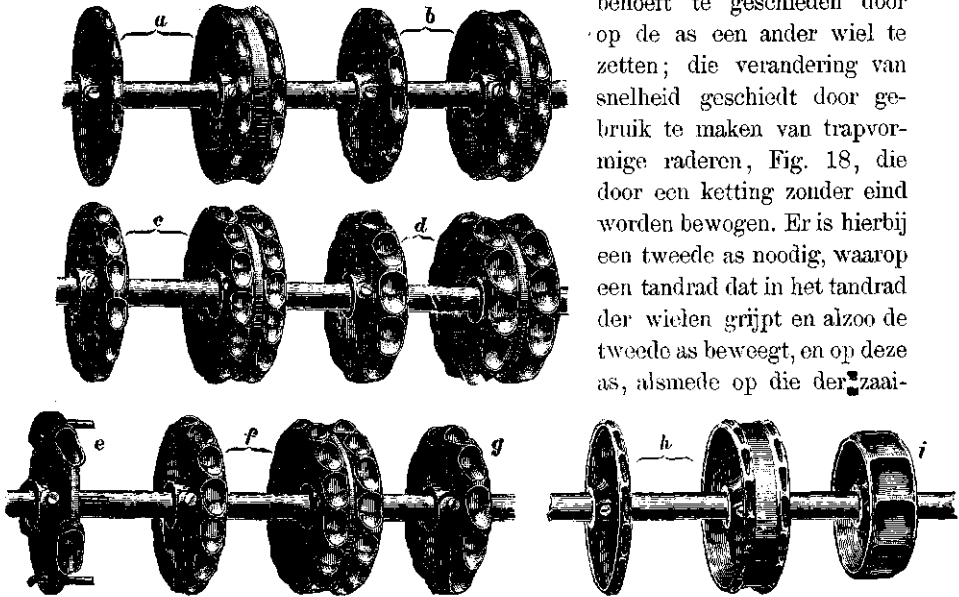 behoeft te geschieden door
op de as een ander wiel te
zetten; die verandering van
snelheid geschiedt door ge-
bruik te maken van trapvor-
mige raderen, Fig. 18, die
door een ketting zonder eind
worden bewogen. Er is hierbij
een tweede as noodig, waarop
een tandrad dat in het tandrad
der wielen grijpt en alzoo de
tweede as beweegt, en op deze
as, alsmede op die der zaai-
a b
c d
e f g h i